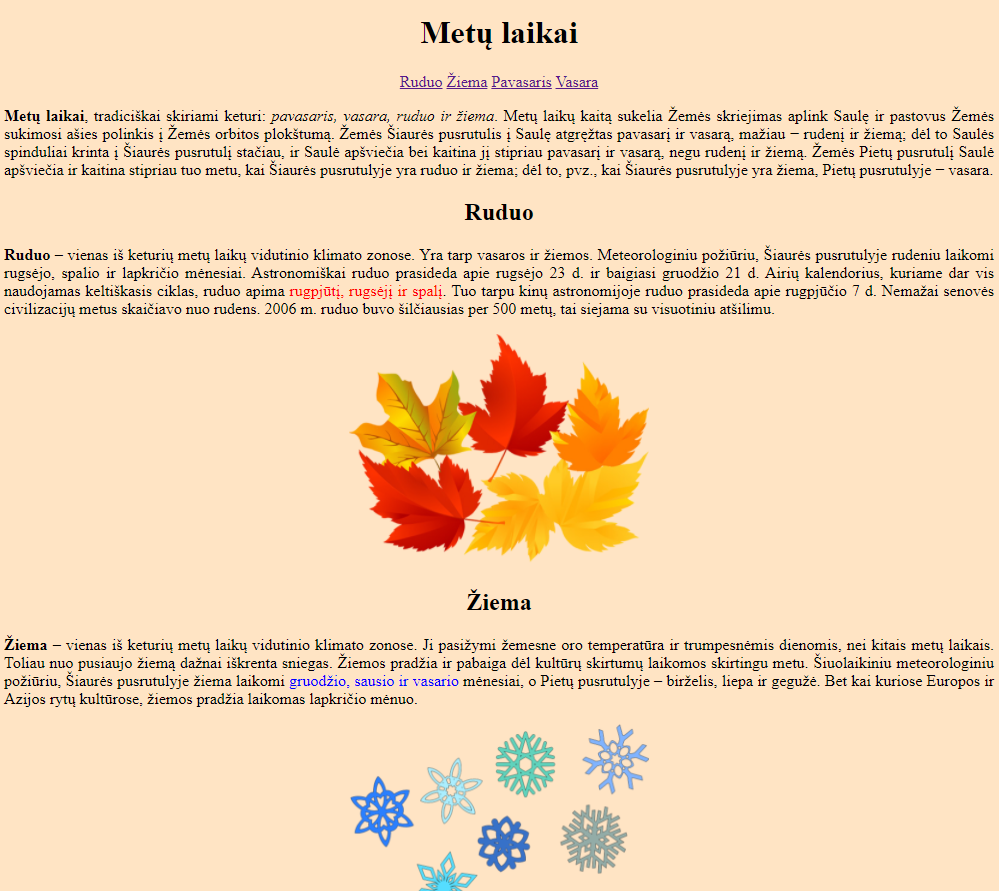 Metų laikai
Ruduo Žiema Pavasaris Vasara
Metų laikai, tradiciškai skiriami keturi: pavasaris, vasara, ruduo ir žiema. Metų laikų kaitą sukelia Žemės skriejimas aplink Saulę ir pastovus Žemės
sukimosi ašies polinkis į Žemės orbitos plokštumą. Žemės Šiaurės pusrutulis į Saulę atgręžtas pavasarį ir vasarą, mažiau − rudenį ir žiemą; dėl to Saulės
spinduliai krinta į Šiaurės pusrutulį stačiau, ir Saulė apšviečia bei kaitina jį stipriau pavasarį ir vasarą, negu rudenį ir žiemą. Žemės Pietų pusrutulį Saulė
apšviečia ir kaitina stipriau tuo metu, kai Šiaurės pusrutulyje yra ruduo ir žiema; dėl to, pvz., kai Šiaurės pusrutulyje yra žiema, Pietų pusrutulyje − vasara.
Ruduo
Ruduo – vienas iš keturių metų laikų vidutinio klimato zonose. Yra tarp vasaros ir žiemos. Meteorologiniu požiūriu, Šiaurės pusrutulyje rudeniu laikomi
rugsėjo, spalio ir lapkričio mėnesiai. Astronomiškai ruduo prasideda apie rugsėjo 23 d. ir baigiasi gruodžio 21 d. Airių kalendorius, kuriame dar vis
naudojamas keltiškasis ciklas, ruduo apima rugpjūtį, rugsėjį ir spalį. Tuo tarpu kinų astronomijoje ruduo prasideda apie rugpjūčio 7 d. Nemažai senovės
civilizacijų metus skaičiavo nuo rudens. 2006 m. ruduo buvo šilčiausias per 500 metų, tai siejama su visuotiniu atšilimu.
Žiema
Žiema – vienas iš keturių metų laikų vidutinio klimato zonose. Ji pasižymi žemesne oro temperatūra ir trumpesnėmis dienomis, nei kitais metų laikais.
Toliau nuo pusiaujo žiemą dažnai iškrenta sniegas. Žiemos pradžia ir pabaiga dėl kultūrų skirtumų laikomos skirtingu metu. Šiuolaikiniu meteorologiniu
požiūriu, Šiaurės pusrutulyje žiema laikomi gruodžio, sausio ir vasario mėnesiai, o Pietų pusrutulyje – birželis, liepa ir gegužė. Bet kai kuriose Europos ir
Azijos rytų kultūrose, žiemos pradžia laikomas lapkričio mėnuo.